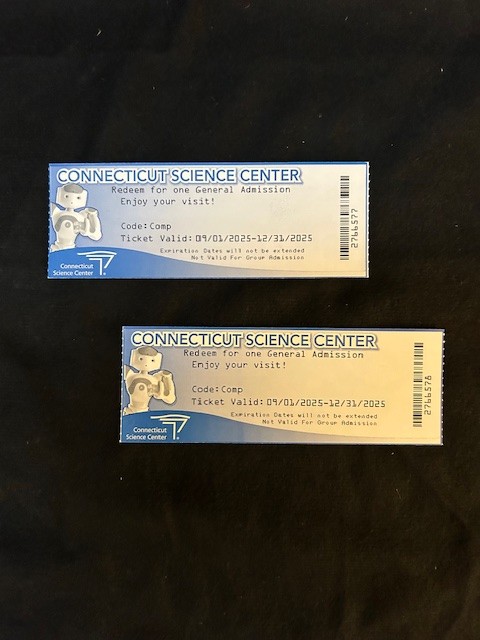 CONNECTICUT SCIENCE CENTER
Redeem for one General Admission
Enjoy your visit!
Code:Comp
Ticket Valid: 09/01/2025-12/31/2025
Expiration Dates will not be extended
Not Valid For Group Admission
Connecticut
Science Center
2766577
CONNECTICUT SCIENCE CENTER
Redeem for one General Admission
Enjoy your visit!
Code:Comp
Ticket Valid: 09/01/2025-12/31/2025
Expiration Dates will not be extended
Not Valid For Group Admission
Connecticut
Science Center
2766576